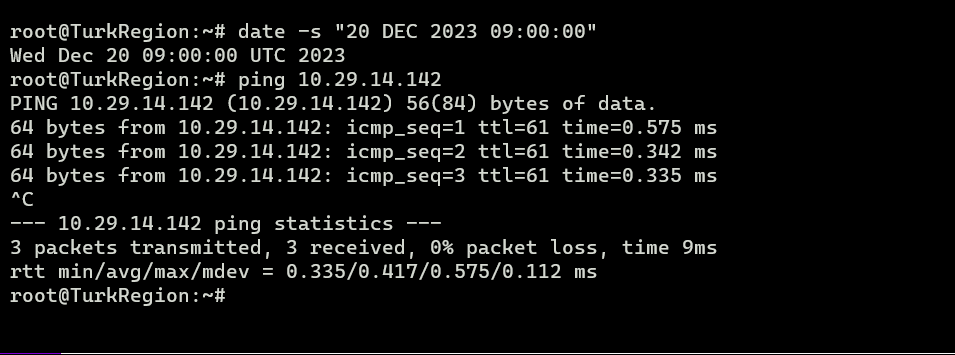 root@TurkRegion:~# date -s "20 DEC 2023 09:00:00"
Wed Dec 20 09:00:00 UTC 2023
root@TurkRegion:~# ping 10.29.14.142
PING 10.29.14.142 (10.29.14.142) 56(84) bytes of data.
64 bytes from 10.29.14.142: icmp_seq=1 ttl=61 time=0.575 ms
64 bytes from 10.29.14.142: icmp_seq=2 ttl=61 time=0.342 ms
64 bytes from 10.29.14.142: icmp_seq=3 ttl=61 time=0.335 ms
^C
--- 10.29.14.142 ping statistics ---
3 packets transmitted, 3 received, 0% packet loss, time 9ms
rtt min/avg/max/mdev = 0.335/0.417/0.575/0.112 ms
root@TurkRegion:~#